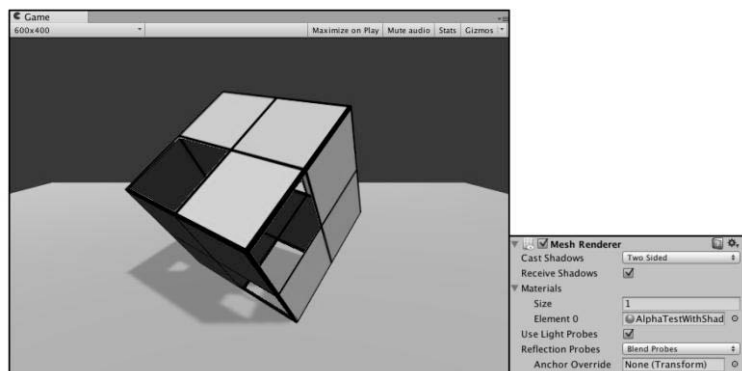 Game
600x400 Maximize on Play Mute audio Stats Gizmos
Mesh Renderer
Cast Shadows Two Sided
Receive Shadows
Materials
Size 1
Element 0 AlphaTestWithShad
Use Light Probes
Reflection Probes Blend Probes
Anchor Override None (Transform)